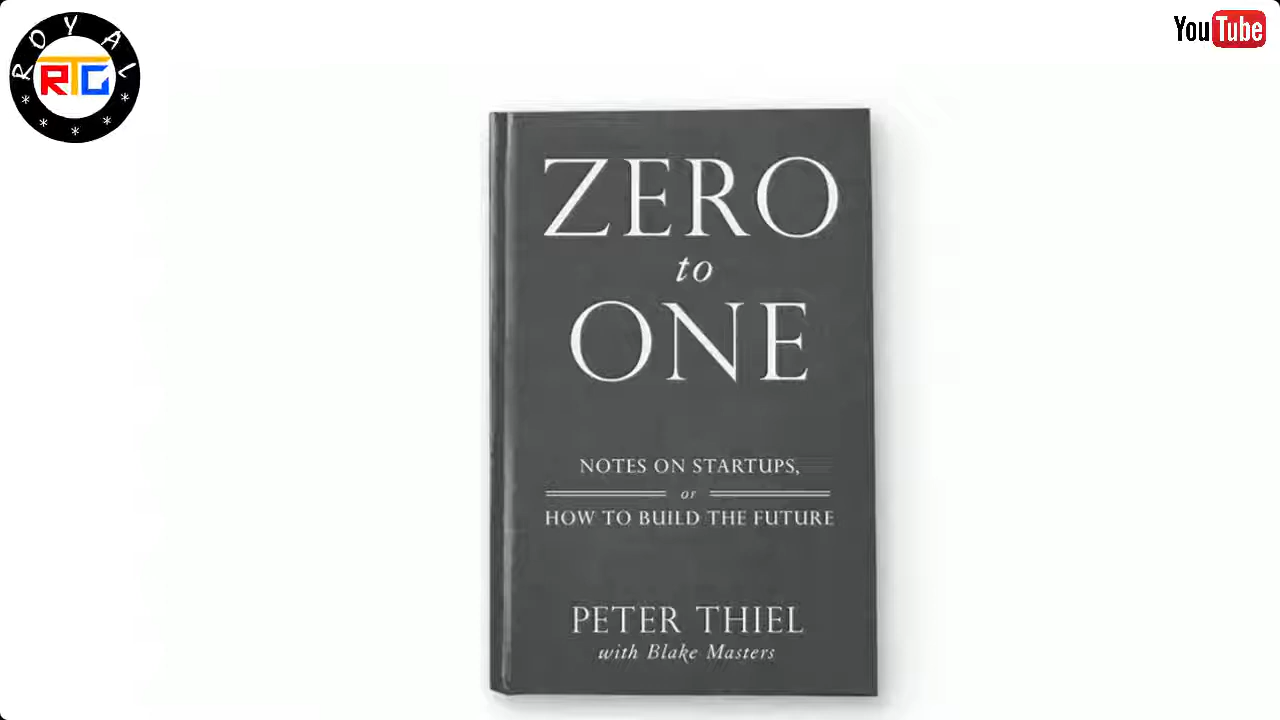 ROYAL
RTG
* * * * *
YouTube
ZERO
to
ONE
NOTES ON STARTUPS,
or
HOW TO BUILD THE FUTURE
PETER THIEL
with Blake Masters